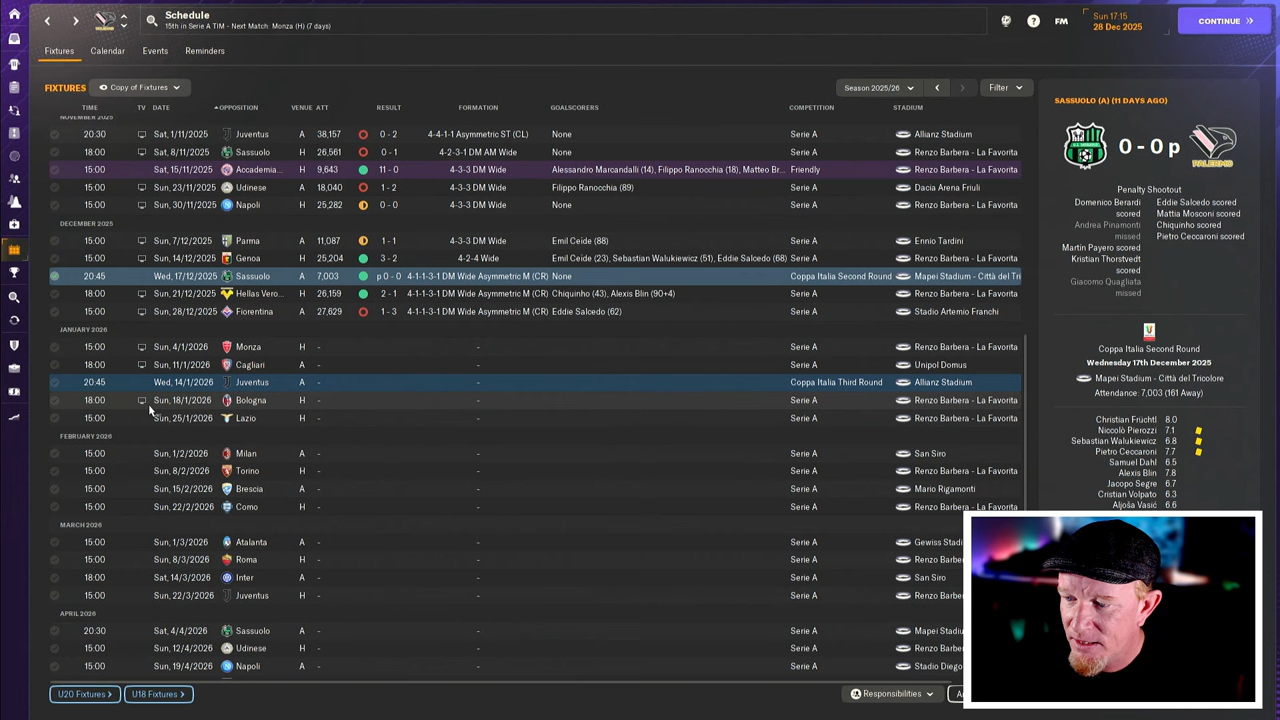 Schedule
15th in Serie A TIM - Next Match: Monza (H) (7 days)
FM
Sun 17:15
28 Dec 2025
CONTINUE
Fixtures Calendar Events Reminders
FIXTURES Copy of Fixtures Season 2025/26 Filter
TIME TV DATE OPPOSITION VENUE ATT RESULT FORMATION GOALSCORERS COMPETITION STADIUM
NOVEMBER 2025
20:30 Sat, 1/11/2025 Juventus A 38,157 0 - 2 4-4-1-1 Asymmetric ST (CL) None Serie A Allianz Stadium
18:00 Sat, 8/11/2025 Sassuolo H 26,561 0 - 1 4-2-3-1 DM AM Wide None Serie A Renzo Barbera - La Favorita
15:00 Sat, 15/11/2025 Accademia... H 9,643 4-3-3 DM Wide Alessandro Marcandalli (14), Filippo Ranocchia (18), Matteo Br... Friendly Renzo Barbera - La Favorita
15:00 Sun, 23/11/2025 Udinese A 18,040 1 - 2 4-3-3 DM Wide Filippo Ranocchia (89) Serie A Dacia Arena Friuli
15:00 Sun, 30/11/2025 Napoli H 25,282 0 - 0 4-3-3 DM Wide None Serie A Renzo Barbera - La Favorita
DECEMBER 2025
15:00 Sun, 7/12/2025 Parma A 11,087 1 - 1 4-3-3 DM Wide Emil Ceide (88) Serie A Ennio Tardini
15:00 Sun, 14/12/2025 Genoa H 25,204 3 - 2 4-2-4 Wide Emil Ceide (23), Sebastian Walukiewicz (51), Eddie Salcedo (68) Serie A Renzo Barbera - La Favorita
20:45 Wed, 17/12/2025 Sassuolo A 7,003 p 0 - 0 4-1-1-3-1 DM Wide Asymmetric M (CR) None Coppa Italia Second Round Mapei Stadium - Città del Tri
18:00 Sun, 21/12/2025 Hellas Vero... H 26,159 2 - 1 4-1-1-3-1 DM Wide Asymmetric M (CR) Chiquinho (43), Alexis Blin (90+4) Serie A Renzo Barbera - La Favorita
15:00 Sun, 28/12/2025 Fiorentina A 27,629 1 - 3 4-1-1-3-1 DM Wide Asymmetric M (CR) Eddie Salcedo (62) Serie A Stadio Artemio Franchi
JANUARY 2026
15:00 Sun, 4/1/2026 Monza H - - Serie A Renzo Barbera - La Favorita
18:00 Sun, 11/1/2026 Cagliari A - - Serie A Unipol Domus
20:45 Wed, 14/1/2026 Juventus A - - Coppa Italia Third Round Allianz Stadium
18:00 Sun, 18/1/2026 Bologna H - - Serie A Renzo Barbera - La Favorita
15:00 Sun, 25/1/2026 Lazio H - - Serie A Renzo Barbera - La Favorita
FEBRUARY 2026
15:00 Sun, 1/2/2026 Milan A - - Serie A San Siro
15:00 Sun, 8/2/2026 Torino H - - Serie A Renzo Barbera - La Favorita
15:00 Sun, 15/2/2026 Brescia A - - Serie A Mario Rigamonti
15:00 Sun, 22/2/2026 Como H - - Serie A Renzo Barbera - La Favorita
MARCH 2026
15:00 Sun, 1/3/2026 Atalanta A - - Serie A Gewiss Stadi
15:00 Sun, 8/3/2026 Roma H - - Serie A Renzo Barber
18:00 Sat, 14/3/2026 Inter A - - Serie A San Siro
15:00 Sun, 22/3/2026 Juventus H - - Serie A Renzo Barber
APRIL 2026
20:30 Sat, 4/4/2026 Sassuolo A - - Serie A Mapei Stadiu
15:00 Sun, 12/4/2026 Udinese H - - Serie A Renzo Barber
15:00 Sun, 19/4/2026 Napoli A - - Serie A Stadio Diego
U20 Fixtures U18 Fixtures Responsibilities
SASSUOLO (A) (11 DAYS AGO)
0 - 0 p
PALERMO
Penalty Shootout
Domenico Berardi scored
Andrea Pinamonti missed
Martin Payero scored
Kristian Thorstvedt scored
Giacomo Quagliata missed
Eddie Salcedo scored
Mattia Mosconi scored
Chiquinho scored
Pietro Ceccaroni scored
Coppa Italia Second Round
Wednesday 17th December 2025
Mapei Stadium - Città del Tricolore
Attendance: 7,003 (161 Away)
Christian Früchtl 8.0
Niccolò Pierozzi 7.1
Sebastian Walukiewicz 6.8
Pietro Ceccaroni 7.7
Samuel Dahl 6.5
Alexis Blin 7.8
Jacopo Segre 6.7
Cristian Volpato 6.3
Aljoša Vasić 6.6